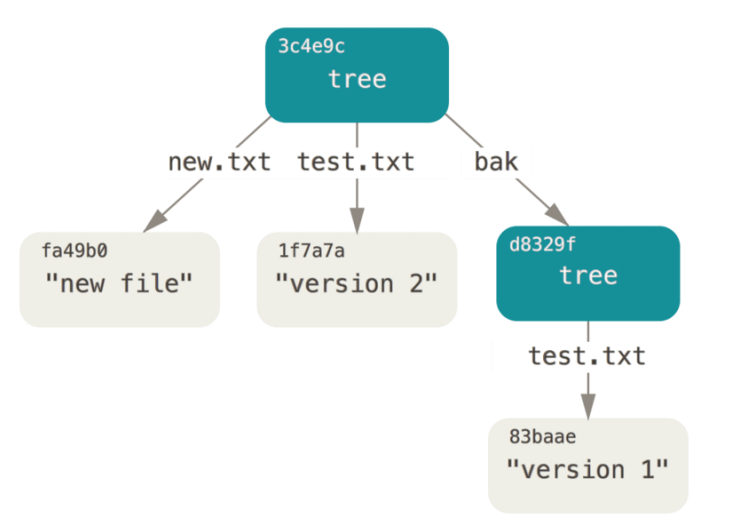 3c4e9c
tree
new.txt test.txt bak
fa49b0
"new file"
1f7a7a
"version 2"
d8329f
tree
test.txt
83baae
"version 1"